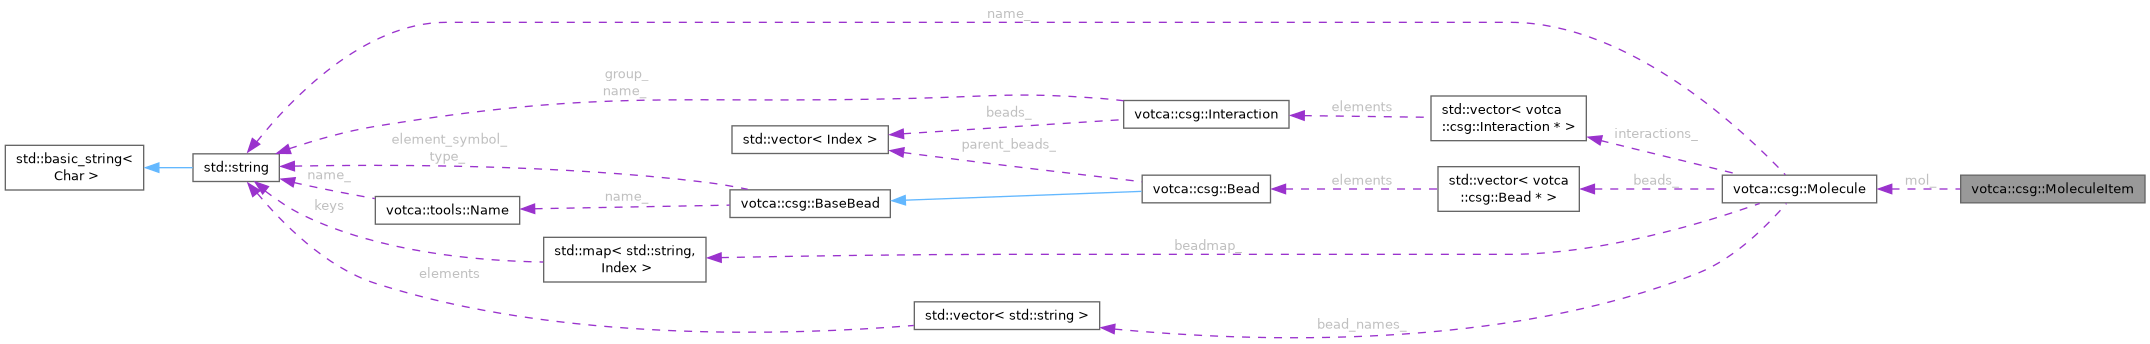 name_
group_
name_
std::vector< votca
::csg::Interaction * >
elements
votca::csg::Interaction
beads_
interactions_
std::vector< Index >
element_symbol_
type_
parent_beads_
std::basic_string<
Char >
std::string
name_
votca::csg::BaseBead
name_
votca::tools::Name
votca::csg::Bead
elements
std::vector< votca
::csg::Bead * >
beads_
votca::csg::Molecule
mol_
votca::csg::MoleculeItem
keys
std::map< std::string,
Index >
beadmap_
elements
std::vector< std::string >
bead_names_